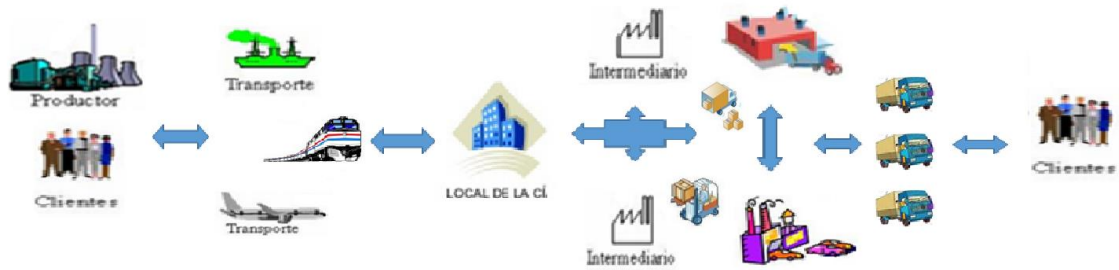 Productor
Clientes
Transporte
Transporte
LOCAL DE LA CÍ
Intermediario
Intermediario
Clientes